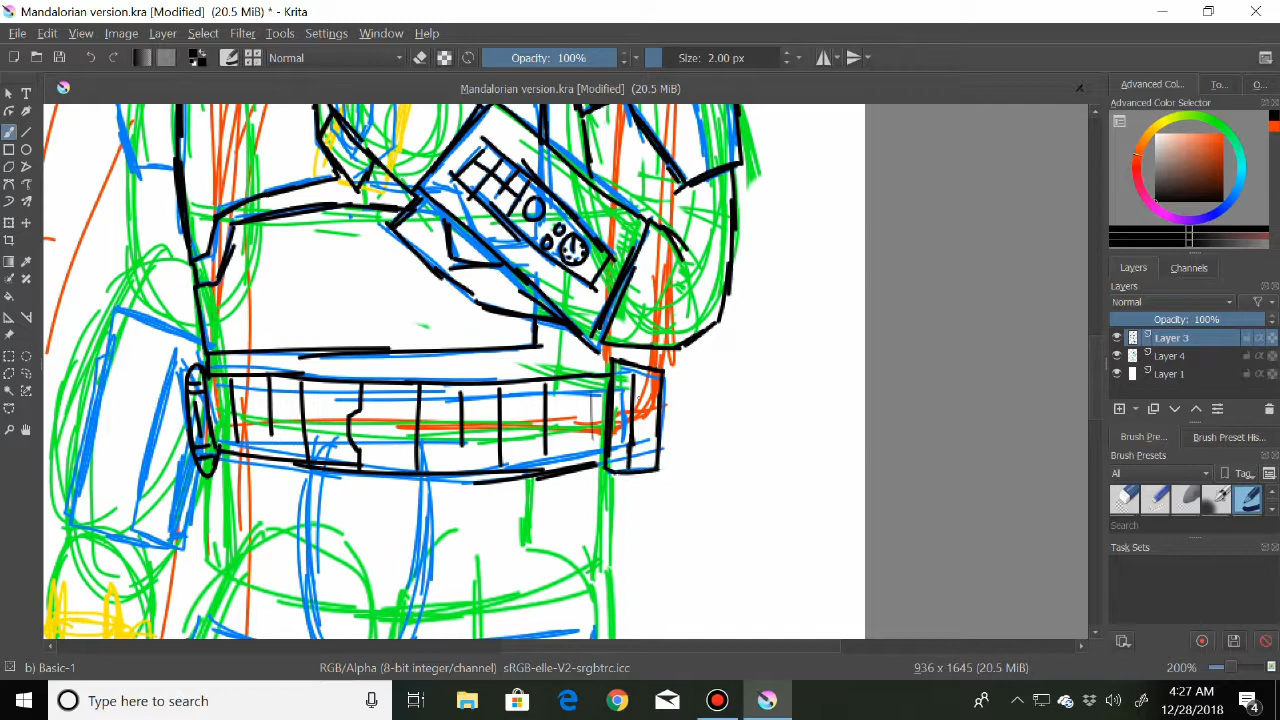 Mandalorian version.kra [Modified] (20.5 MiB) * - Krita
File Edit View Image Layer Select Filter Tools Settings Window Help
Normal Opacity: 100% Size: 2.00 px
Mandalorian version.kra [Modified] (20.5 MiB)
Advanced Col... To... O...
Advanced Color Selector
Layers Channels
Layers
Normal
Opacity: 100%
Layer 3
Layer 4
Layer 1
Brush Pre... Brush Preset His...
Brush Presets
All Tag
Search
Task Sets
b) Basic-1 RGB/Alpha (8-bit integer/channel) sRGB-elle-V2-srgbtrc.icc 936 x 1645 (20.5 MiB) 200%
Type here to search
4:27 AM
12/28/2018
4